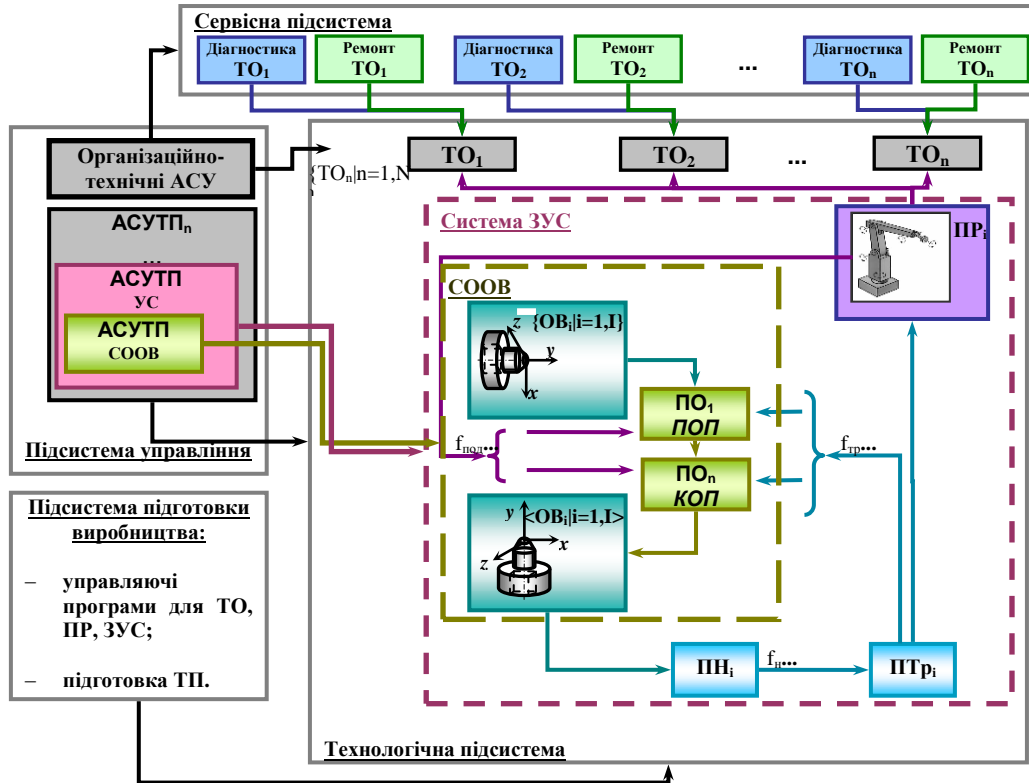 Сервісна підсистема
Діагностика
ТО1
Ремонт
ТО1
Діагностика
ТО2
Ремонт
ТО2
...
Діагностика
ТОn
Ремонт
ТОn
Організаційно-
технічні АСУ
АСУТПn
...
АСУТП
УС
АСУТП
СООВ
Підсистема управління
Підсистема підготовки
виробництва:
– управляючі
програми для ТО,
ПР, ЗУС;
– підготовка ТП.
{TOn|n=1,N
ТО1
ТО2
...
ТОn
Система ЗУС
ПРi
СООВ
{ОВi|i=1,I}
z
y
x
ПО1
ПОП
fпод...
fтр...
ПОn
КОП
<ОВi|i=1,I>
y
x
z
ПНi
fн...
ПТрi
Технологічна підсистема